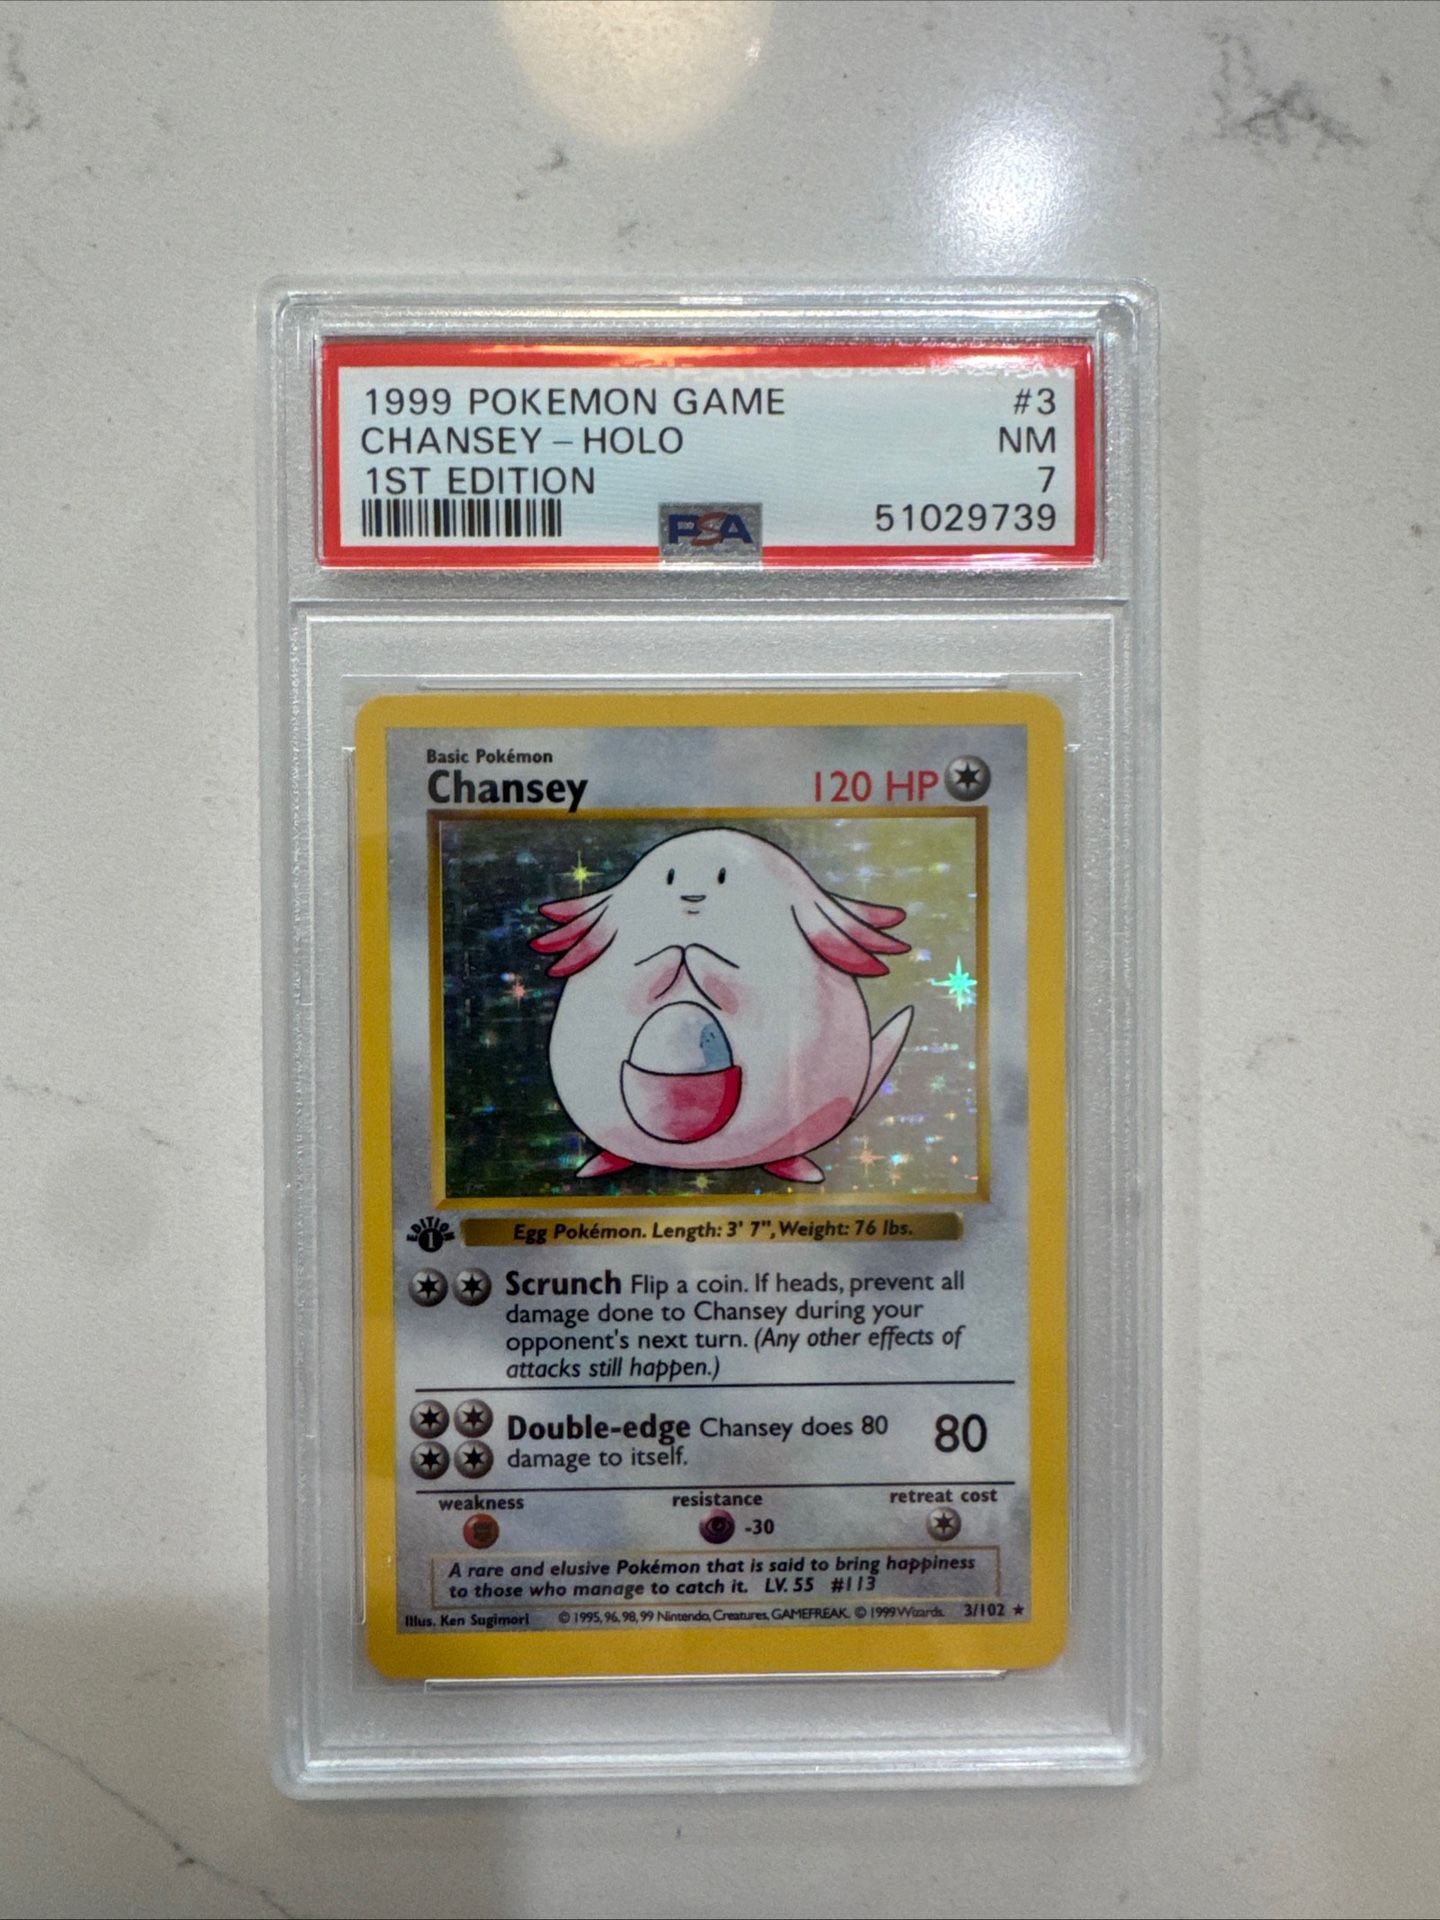 1999 POKEMON GAME #3
CHANSEY - HOLO NM
1ST EDITION 7
PSA 51029739
Basic Pokémon
Chansey 120 HP
EDITION 1
Egg Pokémon. Length: 3' 7", Weight: 76 lbs.
Scrunch Flip a coin. If heads, prevent all
damage done to Chansey during your
opponent's next turn. (Any other effects of
attacks still happen.)
Double-edge Chansey does 80 80
damage to itself.
weakness resistance retreat cost
-30
A rare and elusive Pokémon that is said to bring happiness
to those who manage to catch it. LV. 55 #113
Illus. Ken Sugimori © 1995, 96, 98, 99 Nintendo, Creatures, GAMEFREAK. © 1999 Wizards. 3/102 ★